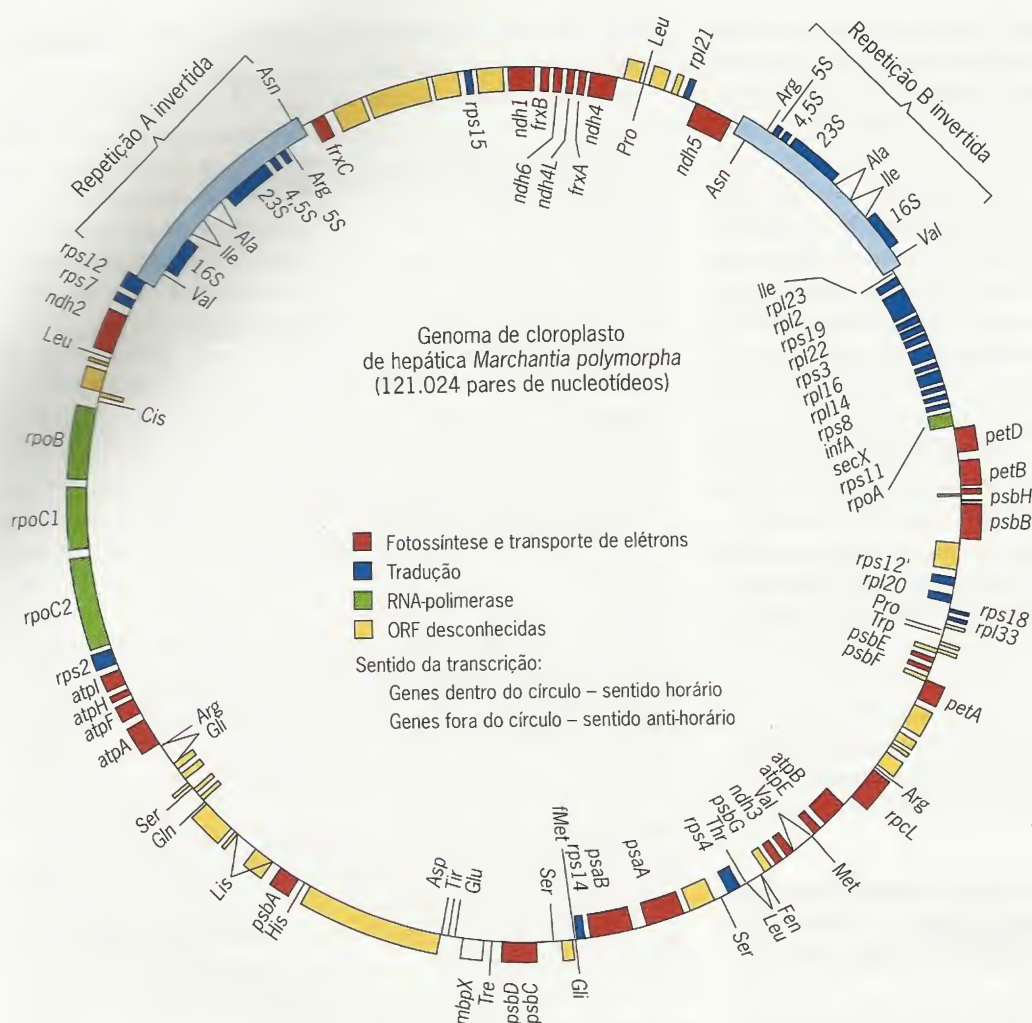 Repetição A invertida
Asn
frxC
rps15
ndh1
frxB
ndh6
ndh4L
frxA
ndh4
Pro
Leu
rpl21
ndh5
Asn
Repetição B invertida
Arg
5S
4,5S
23S
Ala
Ile
16S
Val
Arg
5S
4,5S
23S
Ala
Ile
16S
Val
rps12
rps7
ndh2
Leu
Cis
rpoB
rpoC1
rpoC2
rps2
atpI
atpH
atpF
atpA
Arg
Gli
Ser
Gln
Lis
psbA
His
Asp
Tir
Glu
mbpX
Tre
psbD
psbC
Ser
fMet
rps14
Gli
psaB
psaA
rps4
Ser
Thr
psbG
ndh3
Val
atpE
atpB
Leu
Fen
Met
rpcL
Arg
petA
psbF
psbE
Trp
Pro
rpl33
rps18
rpl20
rps12'
psbB
psbH
petB
petD
Ile
rpl23
rpl2
rps19
rpl22
rps3
rpl16
rpl14
rps8
infA
secX
rps11
rpoA
Genoma de cloroplasto
de hepática Marchantia polymorpha
(121.024 pares de nucleotídeos)
Fotossíntese e transporte de elétrons
Tradução
RNA-polimerase
ORF desconhecidas
Sentido da transcrição:
Genes dentro do círculo – sentido horário
Genes fora do círculo – sentido anti-horário